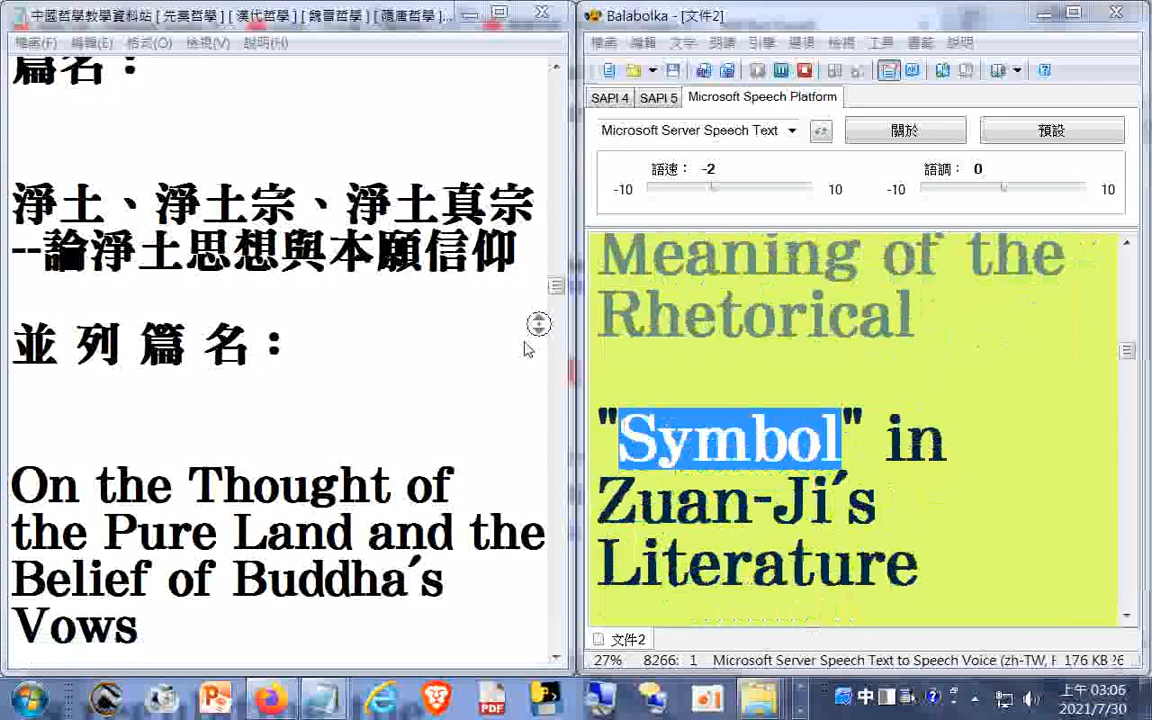 中國哲學教學資料站 [ 先秦哲學 ] [ 漢代哲學 ] [ 魏晉哲學 ] [ 隋唐哲學 ]...
檔案(F) 編輯(E) 格式(O) 檢視(V) 說明(H)
篇名：
淨土、淨土宗、淨土真宗
--論淨土思想與本願信仰
並 列 篇 名：
On the Thought of
the Pure Land and the
Belief of Buddha's
Vows
Balabolka - [文件2]
檔案 編輯 文字 朗讀 引擎 選項 檢視 工具 書籤 說明
SAPI 4 SAPI 5 Microsoft Speech Platform
Microsoft Server Speech Text 關於 預設
語速： -2 語調： 0
-10 10 -10 10
Meaning of the
Rhetorical
"Symbol" in
Zuan-Ji's
Literature
文件2
27% 8266: 1 Microsoft Server Speech Text to Speech Voice (zh-TW, 176 KB
中
上午 03:06
2021/7/30